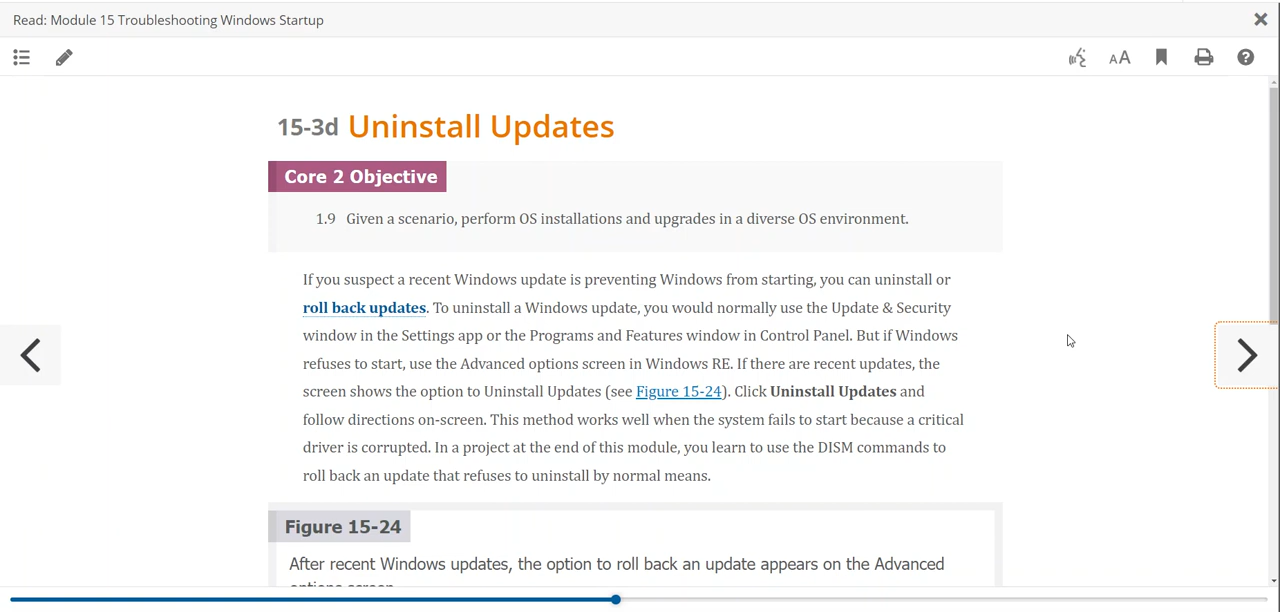 Read: Module 15 Troubleshooting Windows Startup
AA
15-3d Uninstall Updates
Core 2 Objective
1.9 Given a scenario, perform OS installations and upgrades in a diverse OS environment.
If you suspect a recent Windows update is preventing Windows from starting, you can uninstall or
roll back updates. To uninstall a Windows update, you would normally use the Update & Security
window in the Settings app or the Programs and Features window in Control Panel. But if Windows
refuses to start, use the Advanced options screen in Windows RE. If there are recent updates, the
screen shows the option to Uninstall Updates (see Figure 15-24). Click Uninstall Updates and
follow directions on-screen. This method works well when the system fails to start because a critical
driver is corrupted. In a project at the end of this module, you learn to use the DISM commands to
roll back an update that refuses to uninstall by normal means.
Figure 15-24
After recent Windows updates, the option to roll back an update appears on the Advanced
options screen